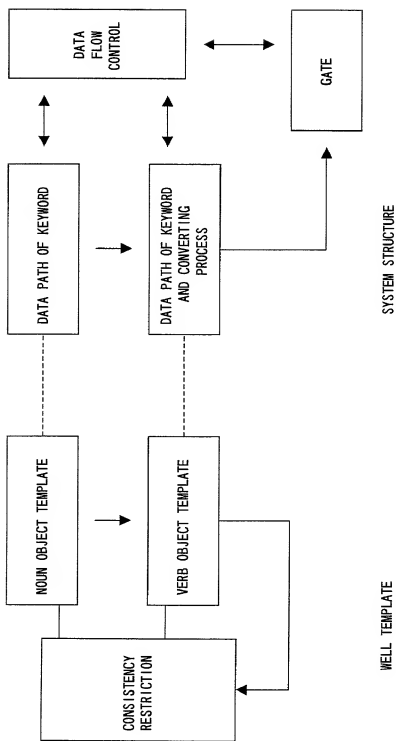 CONSISTENCY
RESTRICTION
NOUN OBJECT TEMPLATE
VERB OBJECT TEMPLATE
WELL TEMPLATE
DATA PATH OF KEYWORD
DATA PATH OF KEYWORD
AND CONVERTING
PROCESS
DATA
FLOW
CONTROL
GATE
SYSTEM STRUCTURE